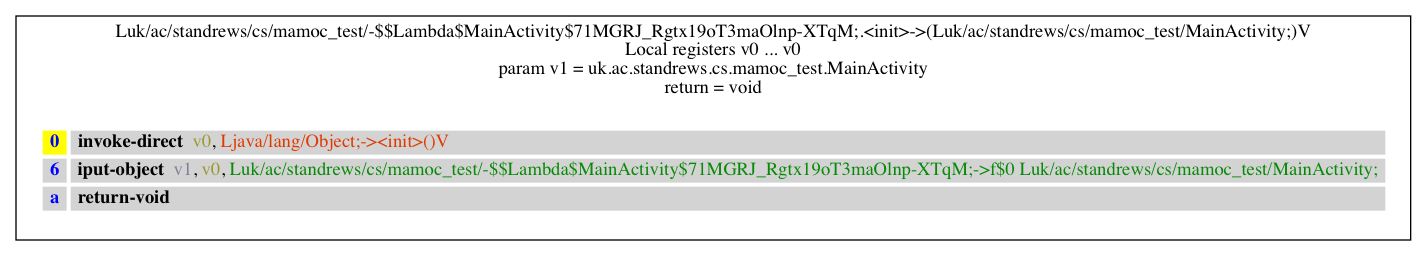 Luk/ac/standrews/cs/mamoc_test/-$$Lambda$MainActivity$71MGRJ_Rgtx19oT3maOlnp-XTqM;.<init>->(Luk/ac/standrews/cs/mamoc_test/MainActivity;)V
Local registers v0 ... v0
param v1 = uk.ac.standrews.cs.mamoc_test.MainActivity
return = void
0 invoke-direct v0, Ljava/lang/Object;-><init>()V
6 iput-object v1, v0, Luk/ac/standrews/cs/mamoc_test/-$$Lambda$MainActivity$71MGRJ_Rgtx19oT3maOlnp-XTqM;->f$0 Luk/ac/standrews/cs/mamoc_test/MainActivity;
a return-void